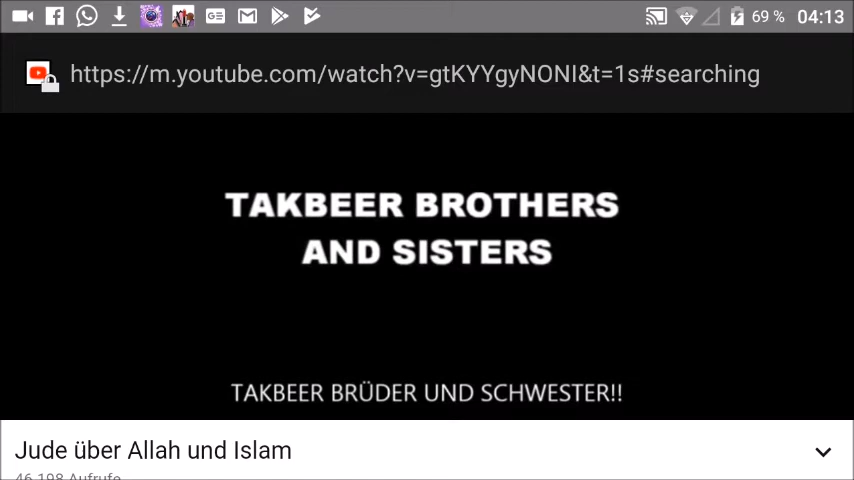 69 % 04:13
https://m.youtube.com/watch?v=gtKYYgyNONI&t=1s#searching
TAKBEER BROTHERS
AND SISTERS
TAKBEER BRÜDER UND SCHWESTER!!
Jude über Allah und Islam
46.198 Aufrufe